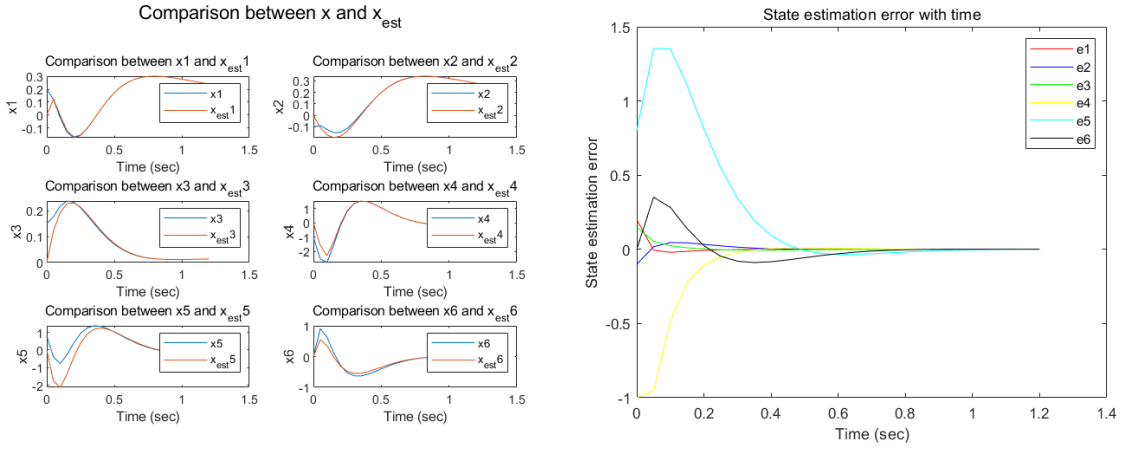 Comparison between x and x_est
Comparison between x1 and x_est1
0.3
0.2
0.1
0
-0.1
x1
x1
x_est1
0 0.5 1 1.5
Time (sec)
Comparison between x2 and x_est2
0.3
0.2
0.1
0
-0.1
x2
x2
x_est2
0 0.5 1 1.5
Time (sec)
Comparison between x3 and x_est3
0.2
0.1
0
x3
x3
x_est3
0 0.5 1 1.5
Time (sec)
Comparison between x4 and x_est4
1
0
-1
-2
x4
x4
x_est4
0 0.5 1 1.5
Time (sec)
Comparison between x5 and x_est5
1
0
-1
-2
x5
x5
x_est5
0 0.5 1 1.5
Time (sec)
Comparison between x6 and x_est6
1
0
-1
x6
x6
x_est6
0 0.5 1 1.5
Time (sec)
State estimation error with time
1.5
1
0.5
0
-0.5
-1
State estimation error
e1
e2
e3
e4
e5
e6
0 0.2 0.4 0.6 0.8 1 1.2 1.4
Time (sec)